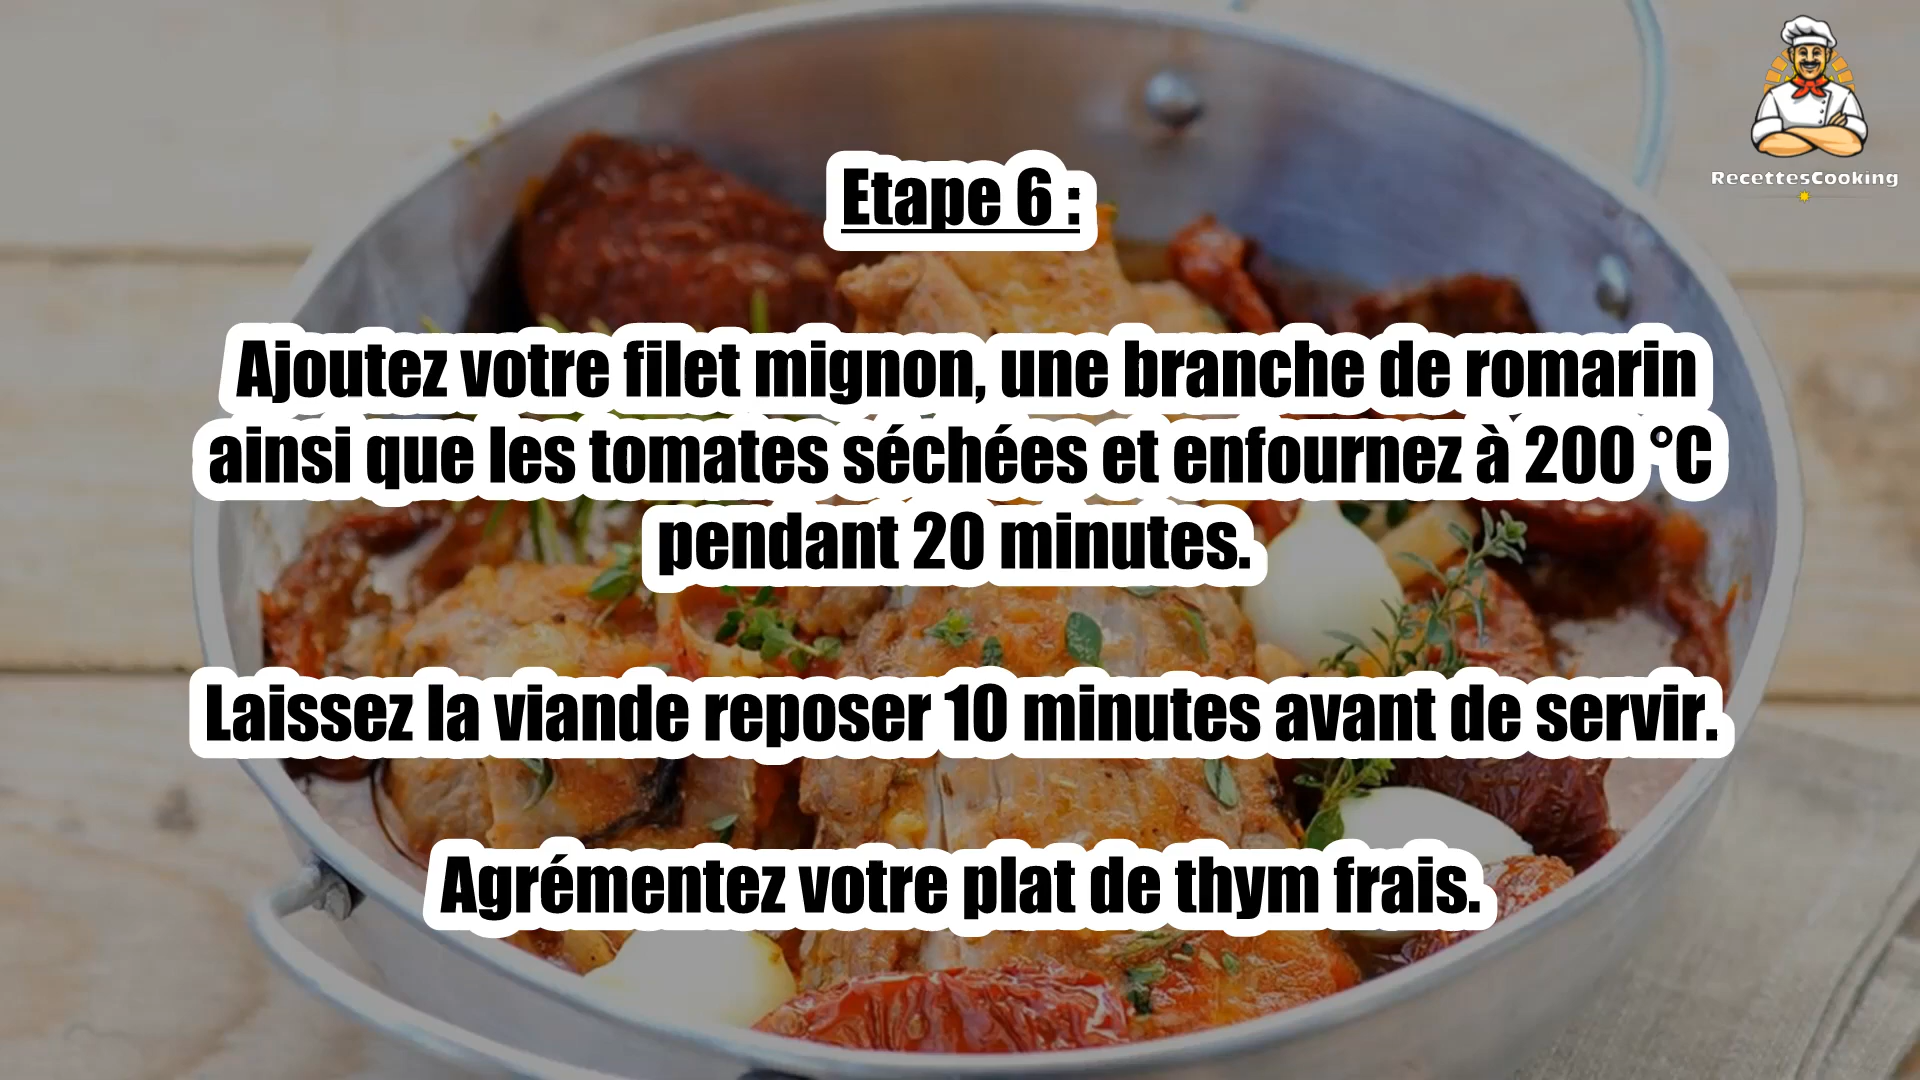 RecettesCooking
Etape 6 :
Ajoutez votre filet mignon, une branche de romarin
ainsi que les tomates séchées et enfournez à 200 °C
pendant 20 minutes.
Laissez la viande reposer 10 minutes avant de servir.
Agrémentez votre plat de thym frais.